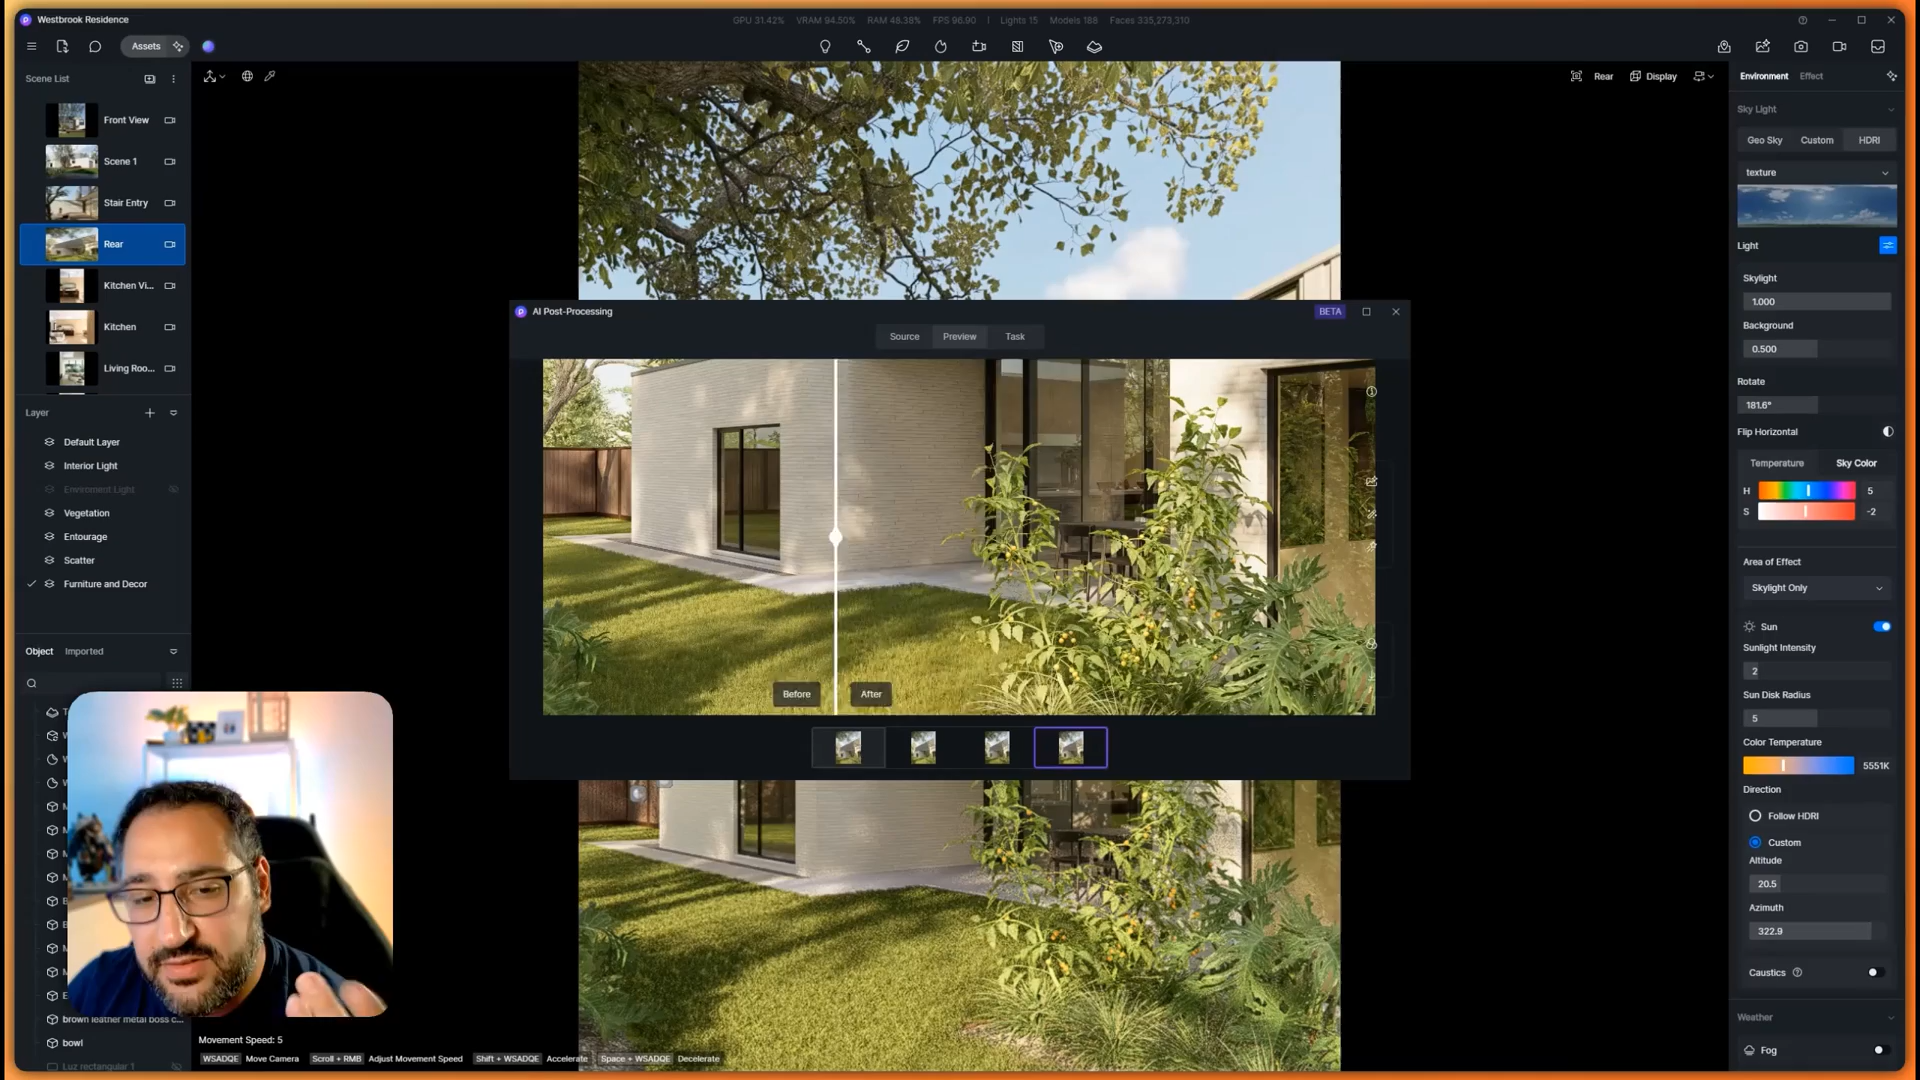 Westbrook Residence
GPU 31.42% VRAM 94.50% RAM 48.38% FPS 96.90 | Lights 15 Models 188 Faces 335,273,310
Assets
Scene List
Front View
Scene 1
Stair Entry
Rear
Kitchen Vi...
Kitchen
Living Roo...
Layer
Default Layer
Interior Light
Enviroment Light
Vegetation
Entourage
Scatter
Furniture and Decor
Object Imported
brown leather metal boss c...
bowl
Luz rectangular 1
Rear Display
AI Post-Processing
BETA
Source Preview Task
Before After
Movement Speed: 5
WSADQE Move Camera Scroll + RMB Adjust Movement Speed Shift + WSADQE Accelerate Space + WSADQE Decelerate
Environment Effect
Sky Light
Geo Sky Custom HDRI
texture
Light
Skylight
1.000
Background
0.500
Rotate
181.6°
Flip Horizontal
Temperature Sky Color
H 5
S -2
Area of Effect
Skylight Only
Sun
Sunlight Intensity
2
Sun Disk Radius
5
Color Temperature
5551K
Direction
Follow HDRI
Custom
Altitude
20.5
Azimuth
322.9
Caustics
Weather
Fog